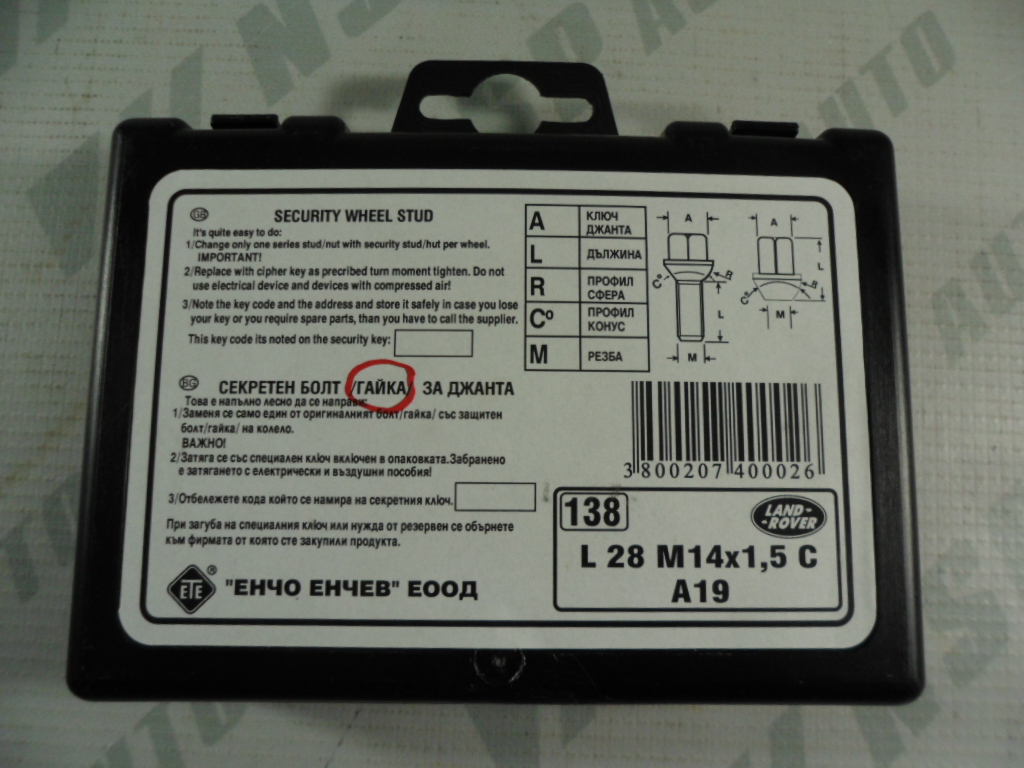 GB SECURITY WHEEL STUD
It's quite easy to do:
1/Change only one series stud/nut with security stud/hut per wheel.
IMPORTANT!
2/Replace with cipher key as precribed turn moment tighten. Do not
use electrical device and devices with compressed air!
3/Note the key code and the address and store it safely in case you lose
your key or you require spare parts, than you have to call the supplier.
This key code its noted on the security key:
BG СЕКРЕТЕН БОЛТ /ГАЙКА/ ЗА ДЖАНТА
Това е напълно лесно да се направи:
1/Заменя се само един от оригиналният болт/гайка/ със защитен
болт/гайка/ на колело.
ВАЖНО!
2/Затяга се със специален ключ включен в опаковката.Забранено
е затягането с електрически и въздушни пособия!
3/Отбележете кода който се намира на секретния ключ.
При загуба на специалния ключ или нужда от резервен се обърнете
към фирмата от която сте закупили продукта.
ETE ® "ЕНЧО ЕНЧЕВ" ЕООД
A КЛЮЧ ДЖАНТА
L ДЪЛЖИНА
R ПРОФИЛ СФЕРА
Cº ПРОФИЛ КОНУС
M РЕЗБА
A
Cº
R
L
M
A
Cº
R
L
M
3 800207 400026
138
LAND-
-ROVER
L 28 M14x1,5 C
A19
AUTO